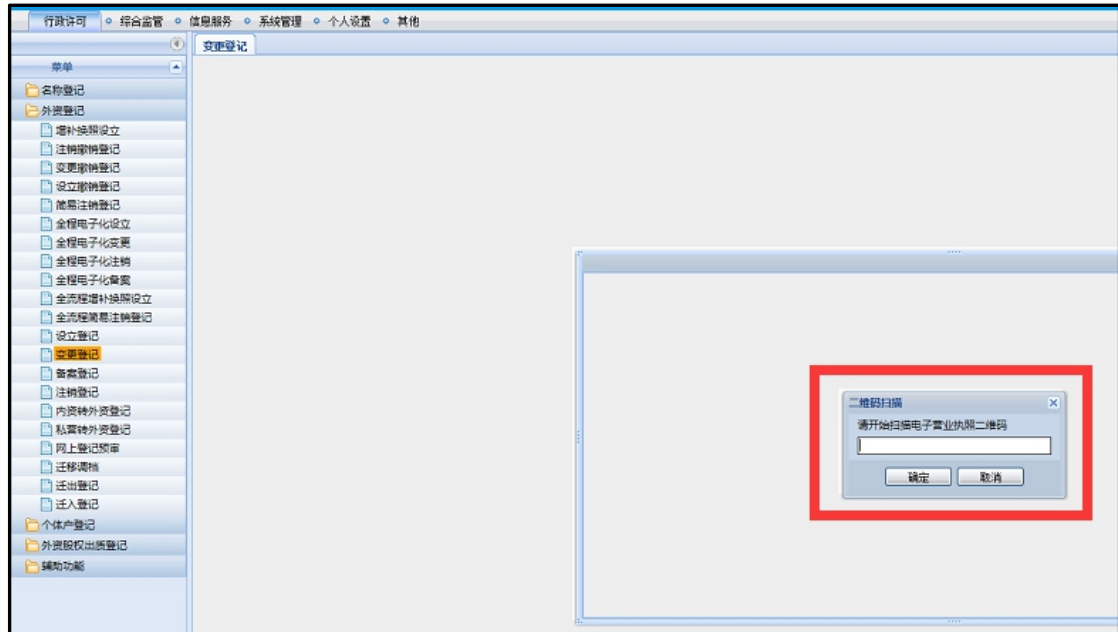 行政许可 综合监管 信息服务 系统管理 个人设置 其他
变更登记
菜单
名称登记
外资登记
增补换照设立
注销撤销登记
变更撤销登记
设立撤销登记
简易注销登记
全程电子化设立
全程电子化变更
全程电子化注销
全程电子化备案
全流程增补换照设立
全流程简易注销登记
设立登记
变更登记
备案登记
注销登记
内资转外资登记
私营转外资登记
网上登记预审
迁移调档
迁出登记
迁入登记
个体户登记
外资股权出质登记
辅助功能
二维码扫描
请开始扫描电子营业执照二维码
确定 取消